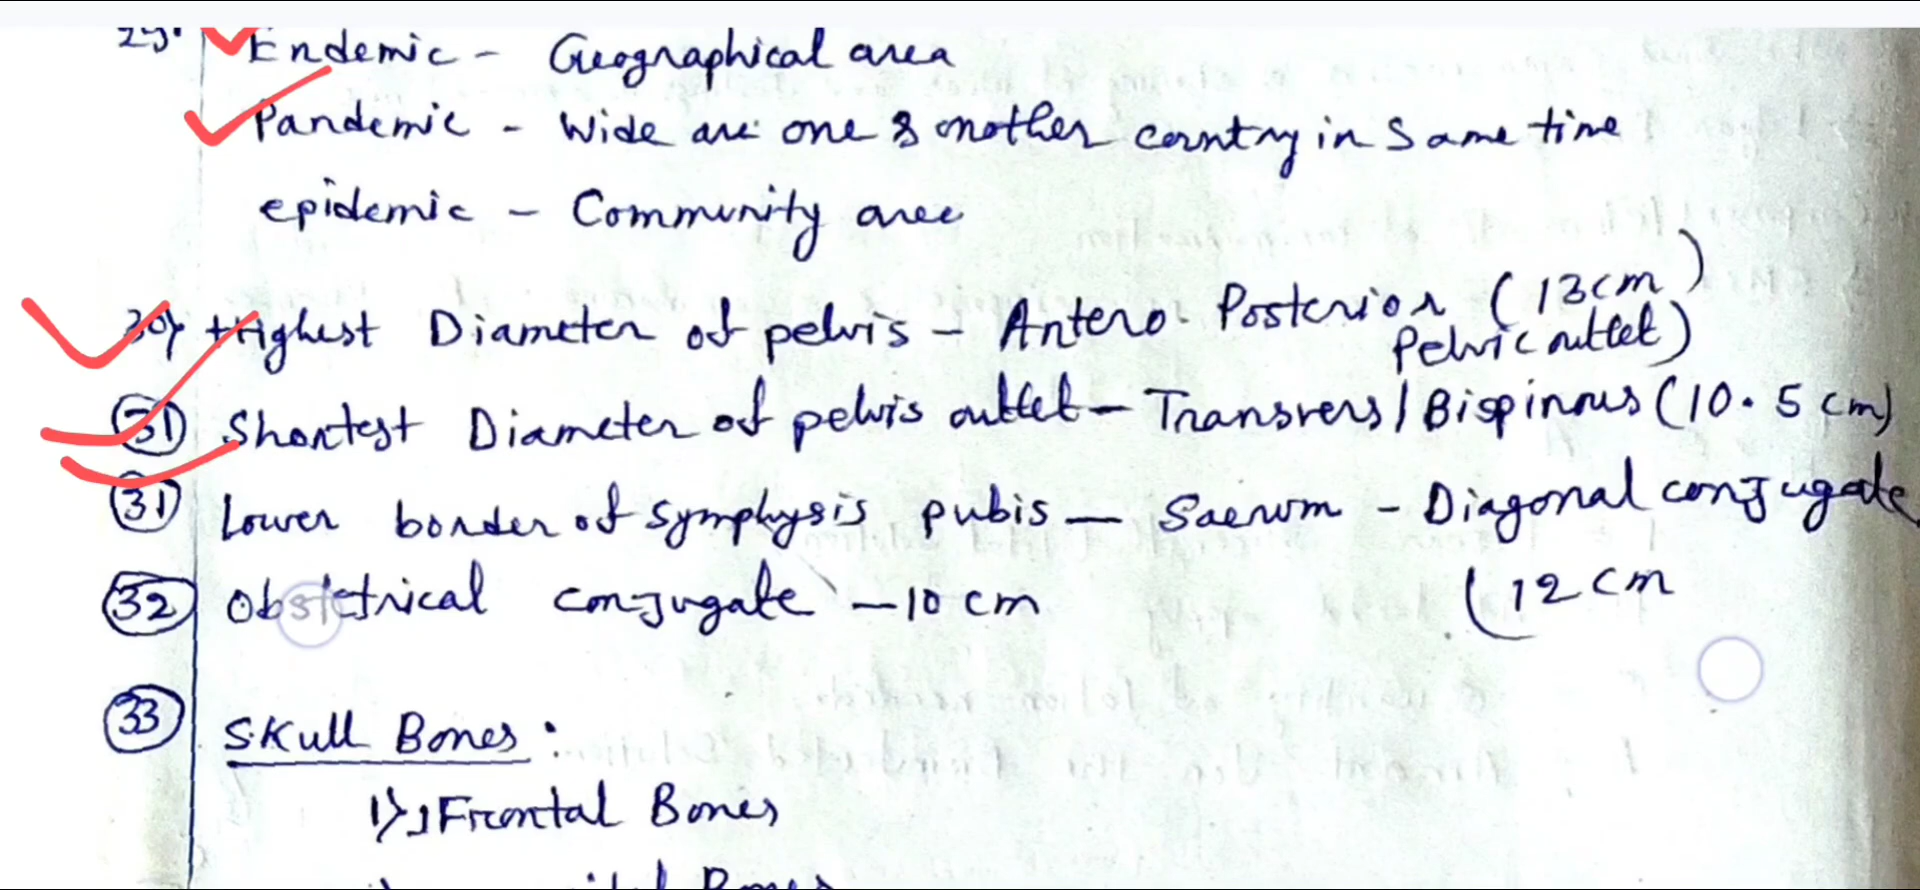 29. Endemic - Geographical area
Pandemic - Wide are one & another country in same time
epidemic - Community area
30) Highest Diameter of pelvis - Antero-Posterior (13cm)
Pelvic outlet)
31 Shortest Diameter of pelvis outlet - Transvers/Bispinous (10.5 cm)
31 Lower border of symphysis pubis - Sacrum - Diagonal conjugate
(12 cm
32 Obstetrical conjugate - 10 cm
33 Skull Bones:
1) 1 Frontal Bones
Bones